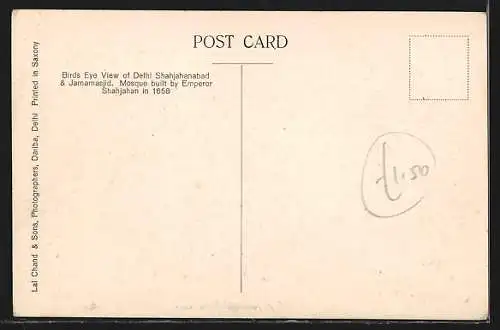 POST CARD
Birds Eye View of Delhi Shahjahanabad
& Jamamasjid. Mosque built by Emperor
Shahjahan in 1658
Lal Chand & Sons, Photographers, Dariba, Delhi Printed in Saxony
£1.50